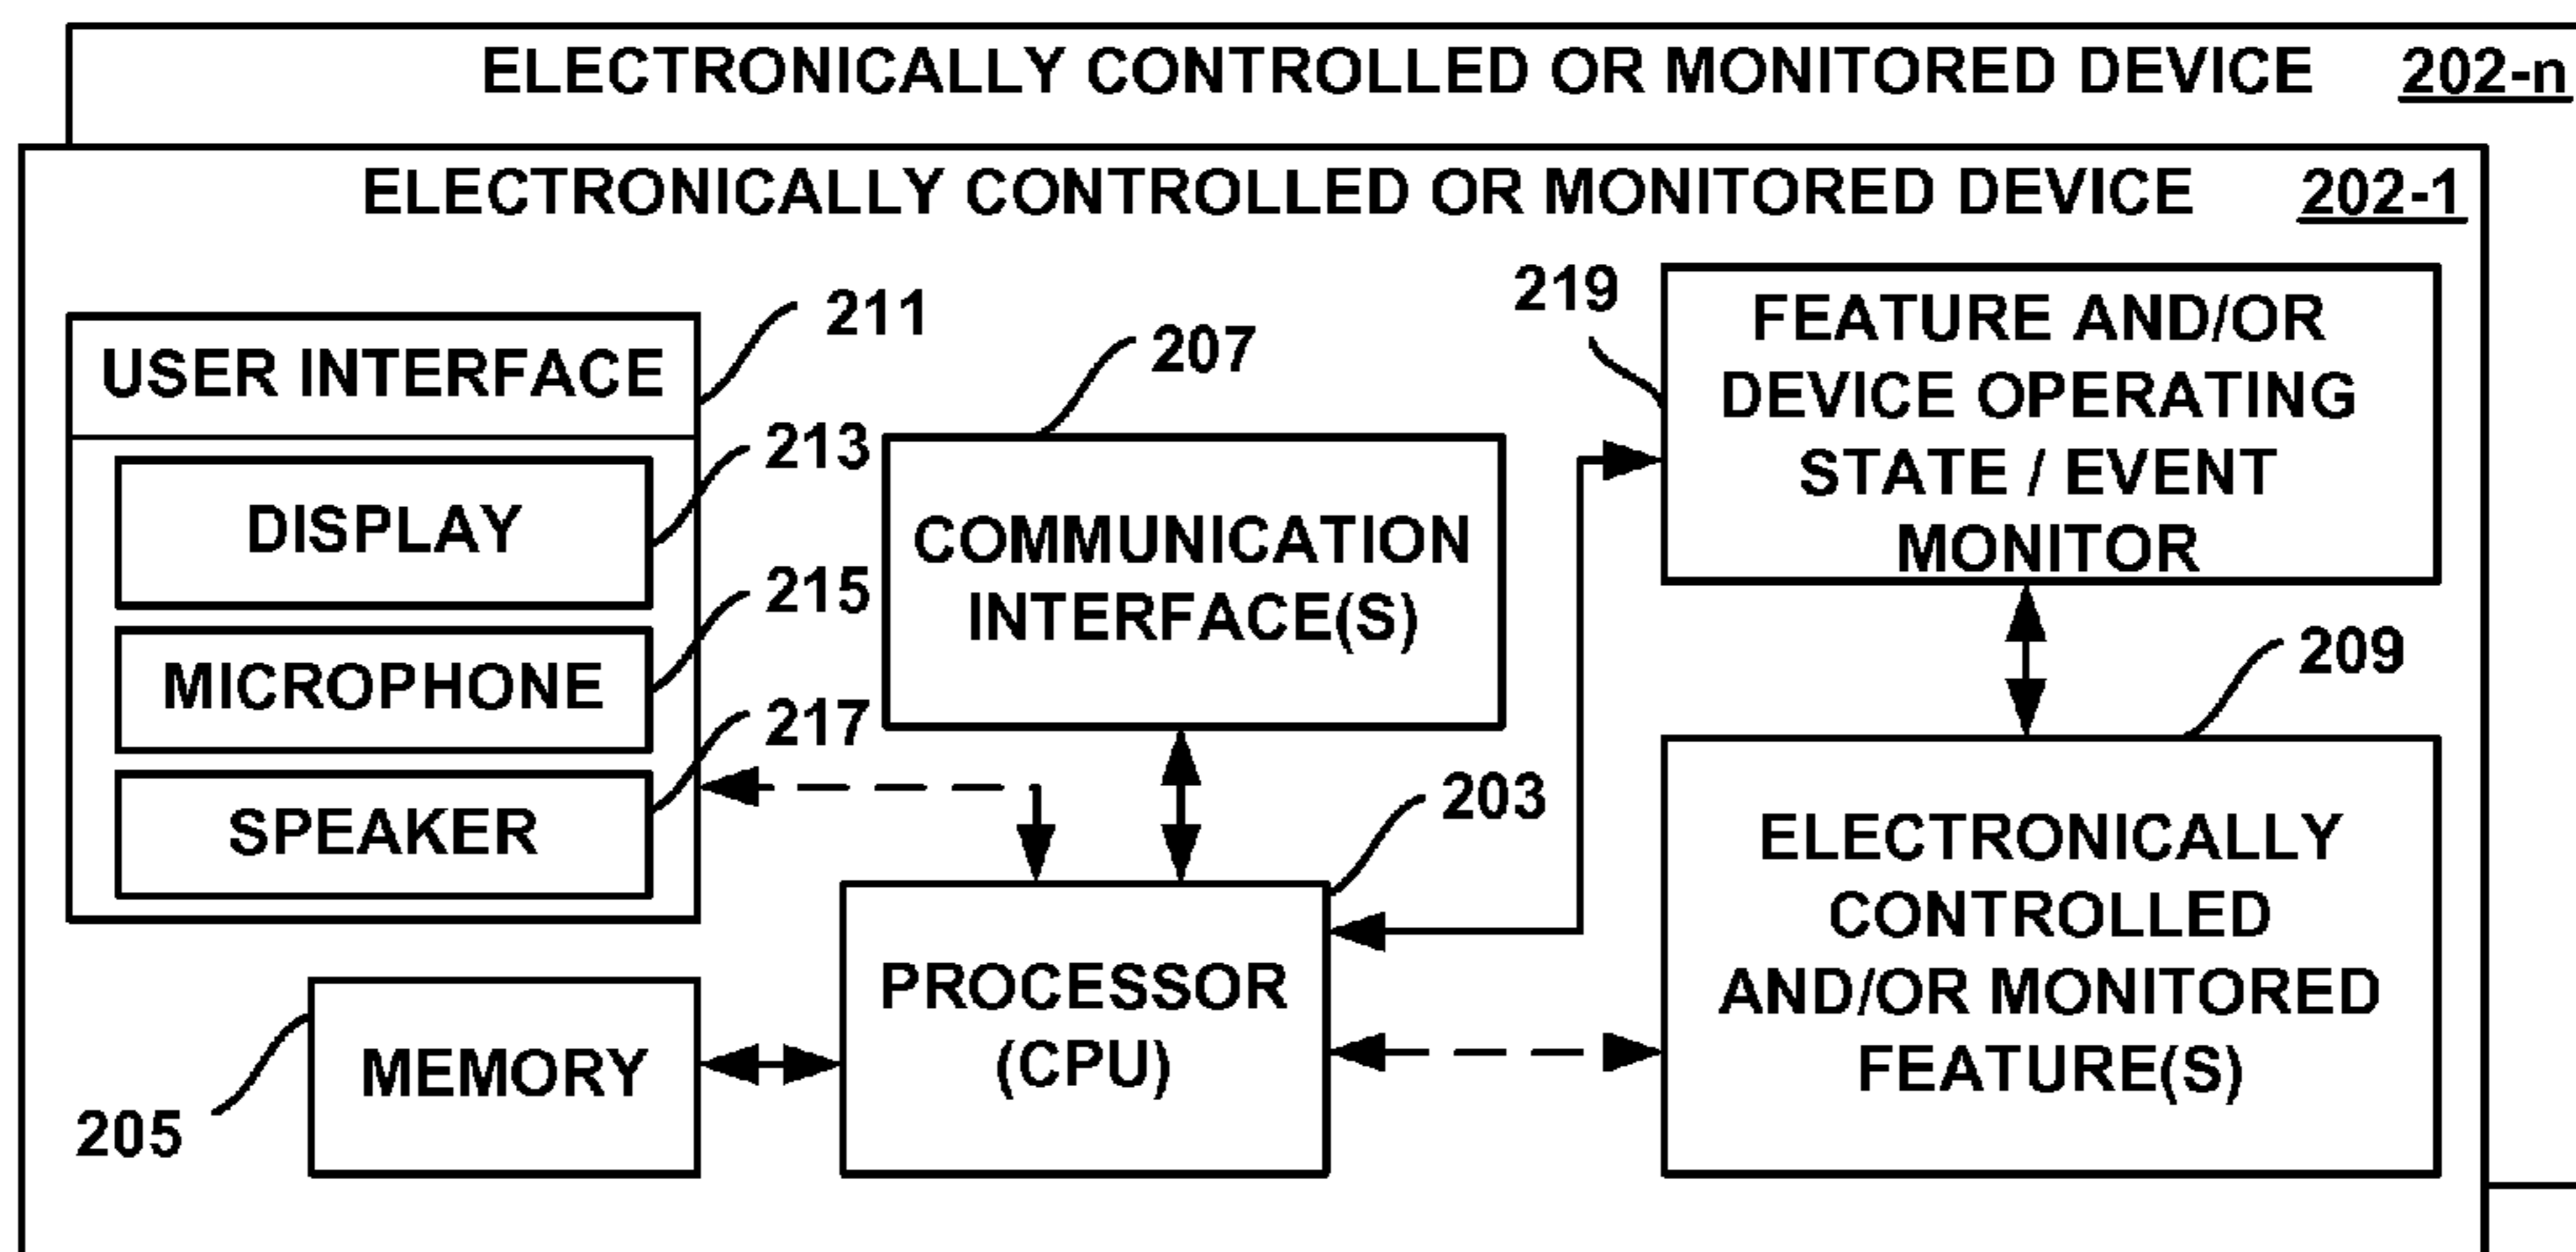 ELECTRONICALLY CONTROLLED OR MONITORED DEVICE 202-n
ELECTRONICALLY CONTROLLED OR MONITORED DEVICE 202-1
211
USER INTERFACE
213
DISPLAY
215
MICROPHONE
217
SPEAKER
207
COMMUNICATION
INTERFACE(S)
219
FEATURE AND/OR
DEVICE OPERATING
STATE / EVENT
MONITOR
209
ELECTRONICALLY
CONTROLLED
AND/OR MONITORED
FEATURE(S)
203
PROCESSOR
(CPU)
MEMORY
205